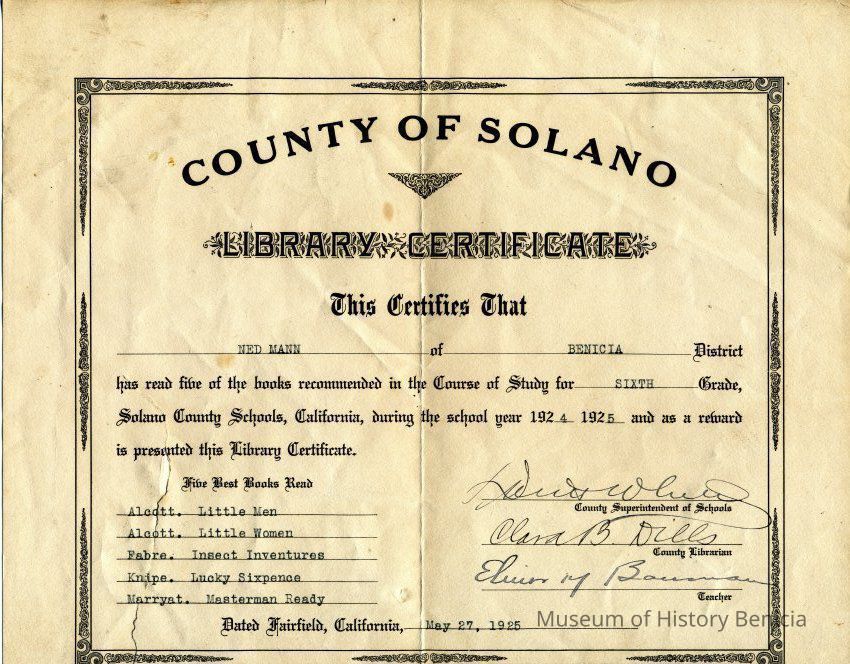 COUNTY OF SOLANO
LIBRARY CERTIFICATE
This Certifies That
NED MANN of BENICIA District
has read five of the books recommended in the Course of Study for SIXTH Grade,
Solano County Schools, California, during the school year 1924 1925 and as a reward
is presented this Library Certificate.
Five Best Books Read
Alcott. Little Men
Alcott. Little Women
Fabre. Insect Inventures
Knipe. Lucky Sixpence
Marryat. Masterman Ready
White
County Superintendent of Schools
Clara B. Dills
County Librarian
Elinor M Bausman
Teacher
Dated Fairfield, California, May 27, 1925
Museum of History Benicia